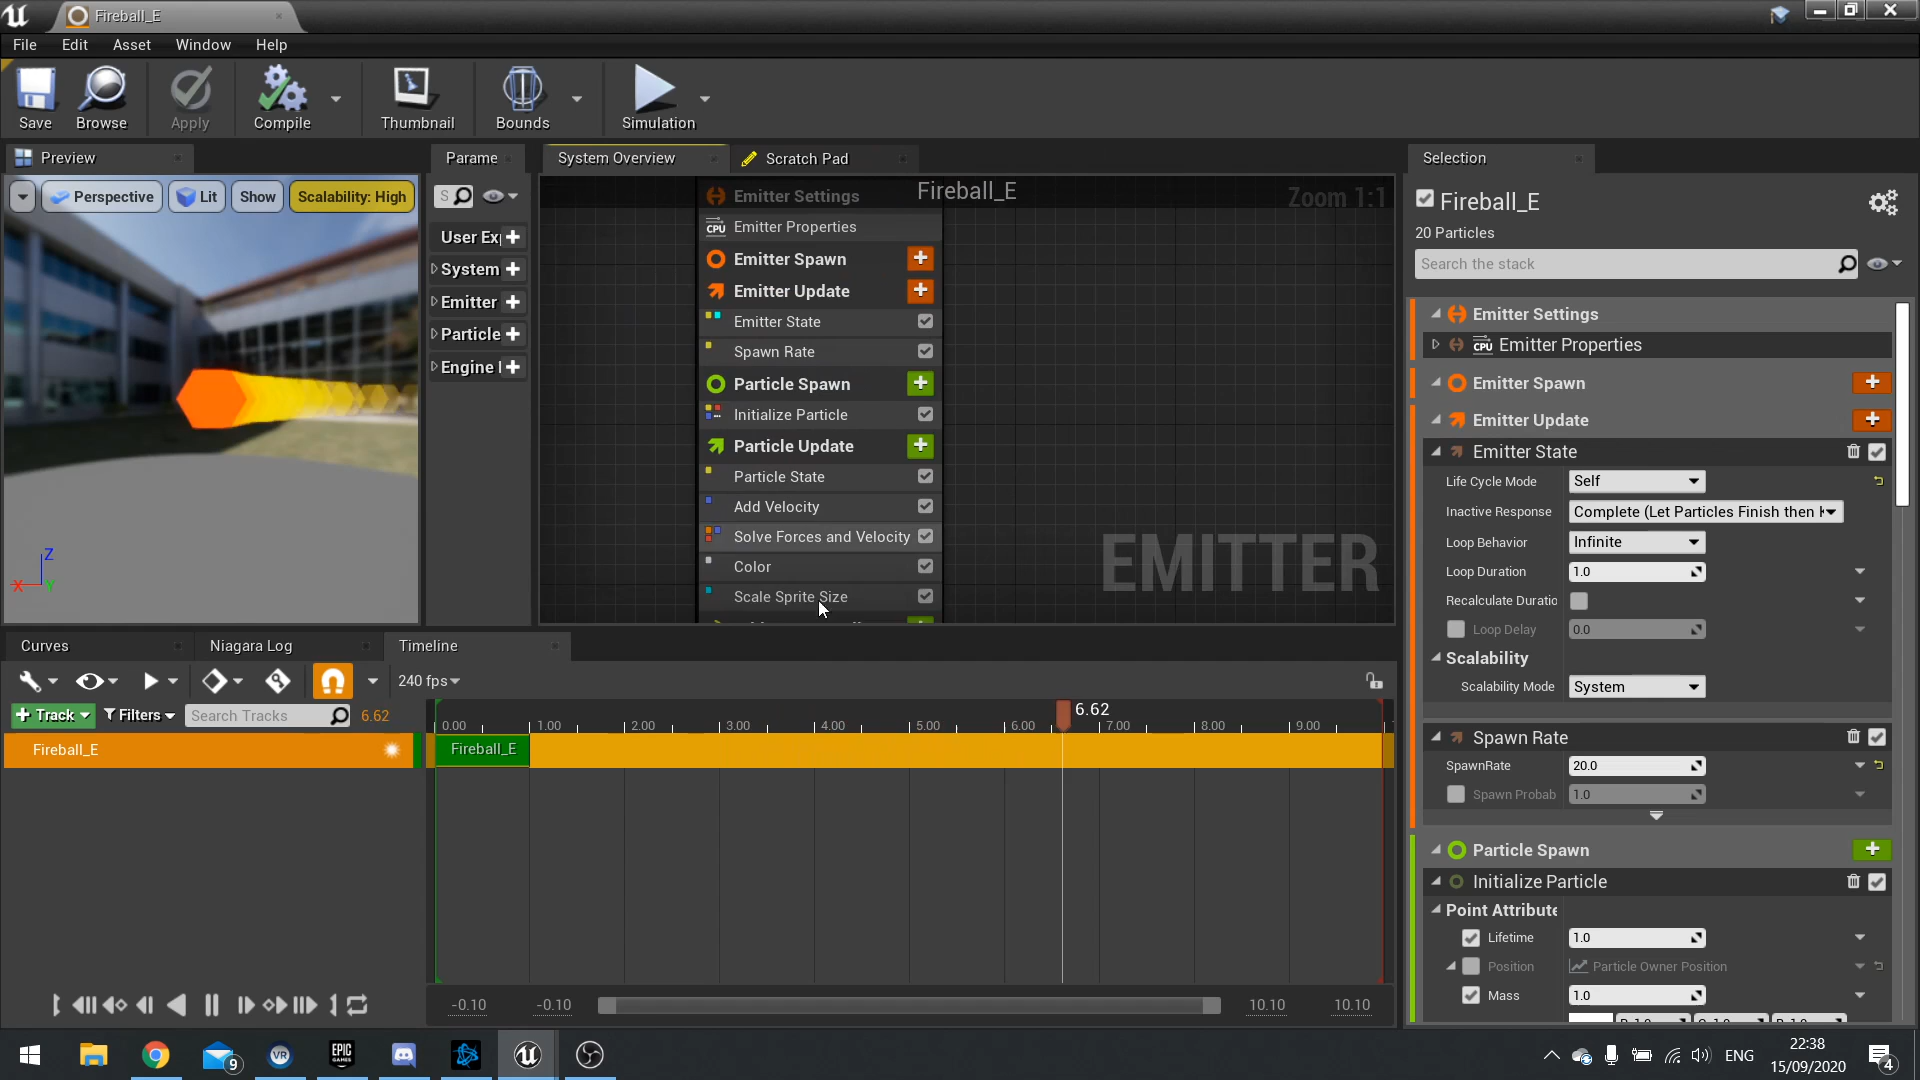 Fireball_E
File Edit Asset Window Help
Save Browse Apply Compile Thumbnail Bounds Simulation
Preview
Parame
System Overview
Scratch Pad
Selection
Perspective Lit Show Scalability: High
S
User Ex
System
Emitter
Particle
Engine
Emitter Settings
Fireball_E
Zoom 1:1
CPU Emitter Properties
Emitter Spawn
Emitter Update
Emitter State
Spawn Rate
Particle Spawn
Initialize Particle
Particle Update
Particle State
Add Velocity
Solve Forces and Velocity
Color
Scale Sprite Size
EMITTER
Z
X Y
Fireball_E
20 Particles
Search the stack
Emitter Settings
CPU Emitter Properties
Emitter Spawn
Emitter Update
Emitter State
Life Cycle Mode Self
Inactive Response Complete (Let Particles Finish then
Loop Behavior Infinite
Loop Duration 1.0
Recalculate Duratio
Loop Delay 0.0
Scalability
Scalability Mode System
Spawn Rate
SpawnRate 20.0
Spawn Probab 1.0
Particle Spawn
Initialize Particle
Point Attribute
Lifetime 1.0
Position Particle Owner Position
Mass 1.0
Curves
Niagara Log
Timeline
240 fps
Track Filters Search Tracks 6.62
6.62
0.00 1.00 2.00 3.00 4.00 5.00 6.00 7.00 8.00 9.00
Fireball_E
Fireball_E
-0.10 -0.10 10.10 10.10
9
VR
EPIC GAMES
ENG
22:38
15/09/2020
4